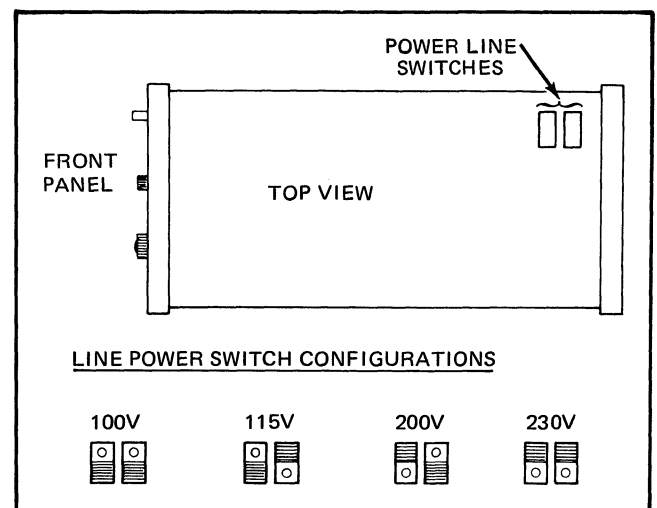 POWER LINE
SWITCHES
FRONT
PANEL
TOP VIEW
LINE POWER SWITCH CONFIGURATIONS
100V 115V 200V 230V